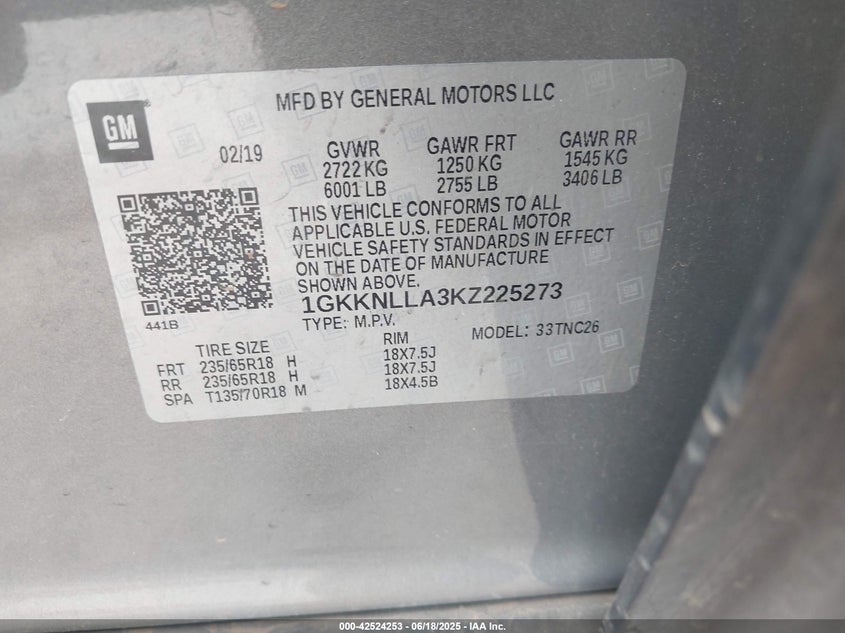 MFD BY GENERAL MOTORS LLC
GM
02/19
GVWR
2722 KG
6001 LB
GAWR FRT
1250 KG
2755 LB
GAWR RR
1545 KG
3406 LB
THIS VEHICLE CONFORMS TO ALL
APPLICABLE U.S. FEDERAL MOTOR
VEHICLE SAFETY STANDARDS IN EFFECT
ON THE DATE OF MANUFACTURE
SHOWN ABOVE.
1GKKNLLA3KZ225273
441B
TYPE: M.P.V.
MODEL: 33TNC26
TIRE SIZE
RIM
FRT 235/65R18 H 18X7.5J
RR 235/65R18 H 18X7.5J
SPA T135/70R18 M 18X4.5B
000-42524253 - 06/18/2025 - IAA Inc.